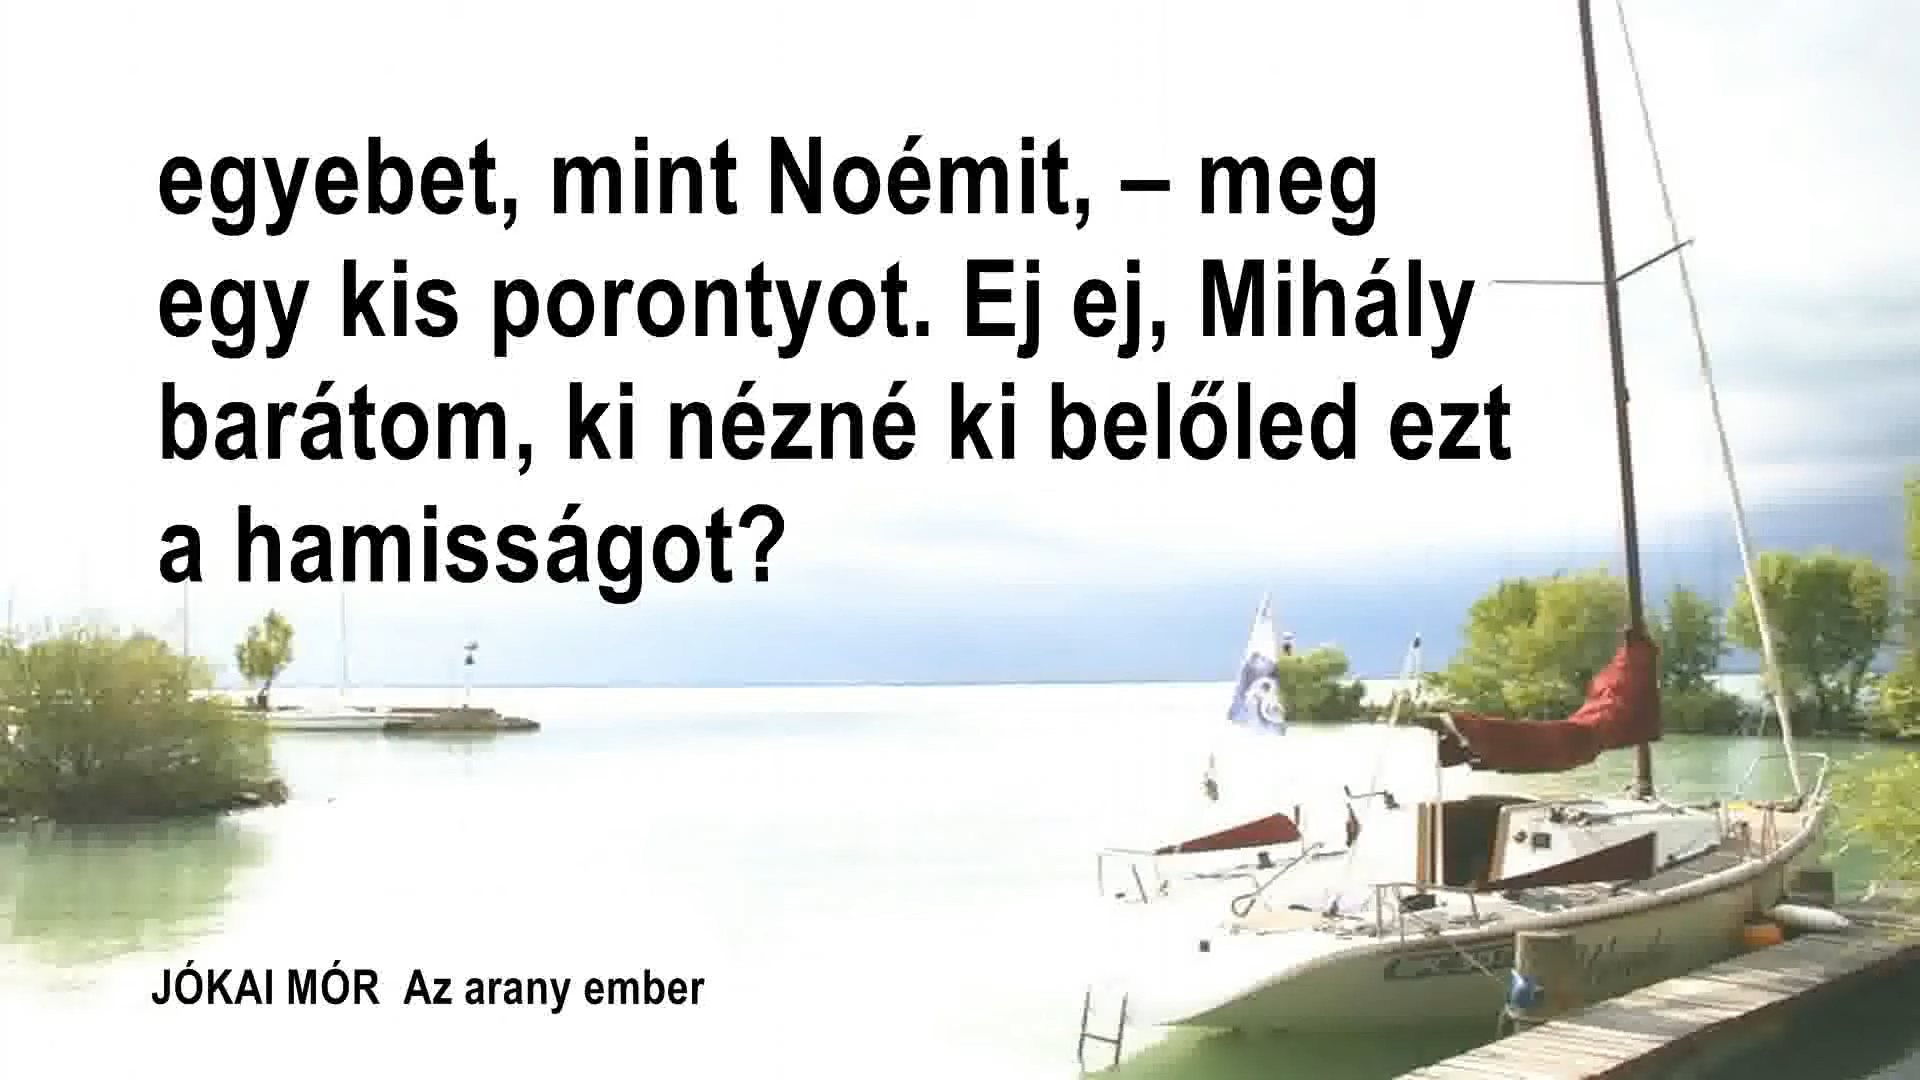 egyebet, mint Noémit, – meg
egy kis porontyot. Ej ej, Mihály
barátom, ki nézné ki belőled ezt
a hamisságot?
JÓKAI MÓR  Az arany ember